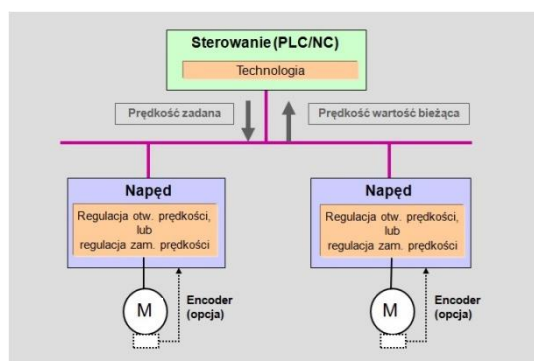 Sterowanie (PLC/NC)
Technologia
Prędkość zadana
Prędkość wartość bieżąca
Napęd
Regulacja otw. prędkości,
lub
regulacja zam. prędkości
M
Encoder
(opcja)
Napęd
Regulacja otw. prędkości,
lub
regulacja zam. prędkości
M
Encoder
(opcja)